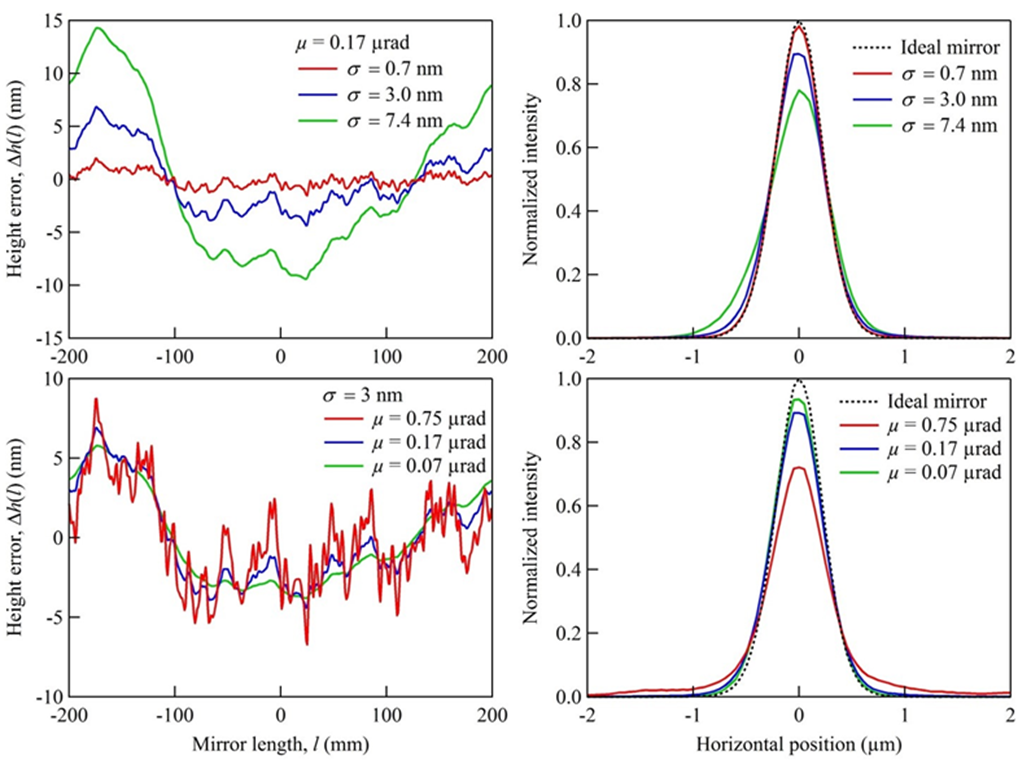 15
10
5
0
-5
-10
-15
Height error, Δh(l) (nm)
μ = 0.17 μrad
σ = 0.7 nm
σ = 3.0 nm
σ = 7.4 nm
-200 -100 0 100 200
1.0
0.8
0.6
0.4
0.2
0.0
Normalized intensity
Ideal mirror
σ = 0.7 nm
σ = 3.0 nm
σ = 7.4 nm
-2 -1 0 1 2
10
5
0
-5
-10
Height error, Δh(l) (nm)
σ = 3 nm
μ = 0.75 μrad
μ = 0.17 μrad
μ = 0.07 μrad
-200 -100 0 100 200
Mirror length, l (mm)
1.0
0.8
0.6
0.4
0.2
0.0
Normalized intensity
Ideal mirror
μ = 0.75 μrad
μ = 0.17 μrad
μ = 0.07 μrad
-2 -1 0 1 2
Horizontal position (μm)